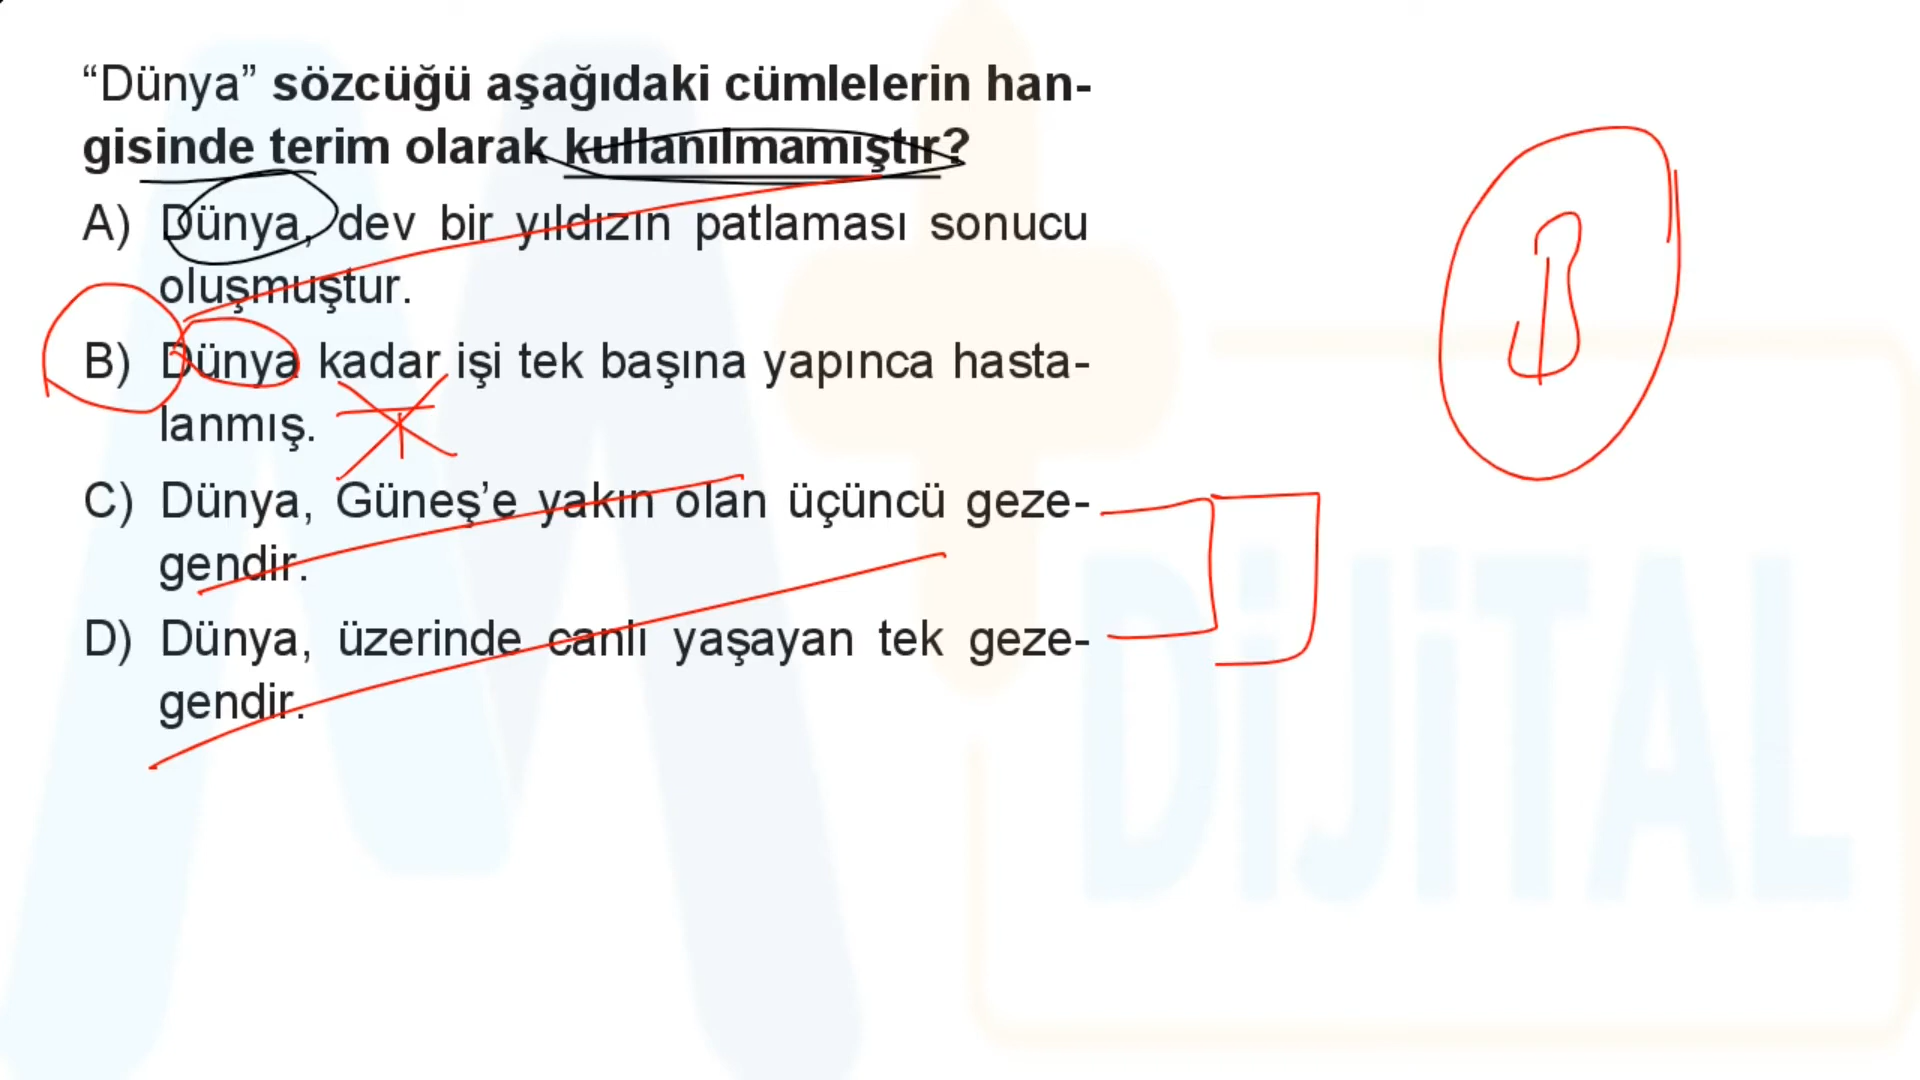 “Dünya” sözcüğü aşağıdaki cümlelerin han-
gisinde terim olarak kullanılmamıştır?
A) Dünya, dev bir yıldızın patlaması sonucu
oluşmuştur.
B) Dünya kadar işi tek başına yapınca hasta-
lanmış.
C) Dünya, Güneş’e yakın olan üçüncü geze-
gendir.
D) Dünya, üzerinde canlı yaşayan tek geze-
gendir.
B
DİJİTAL